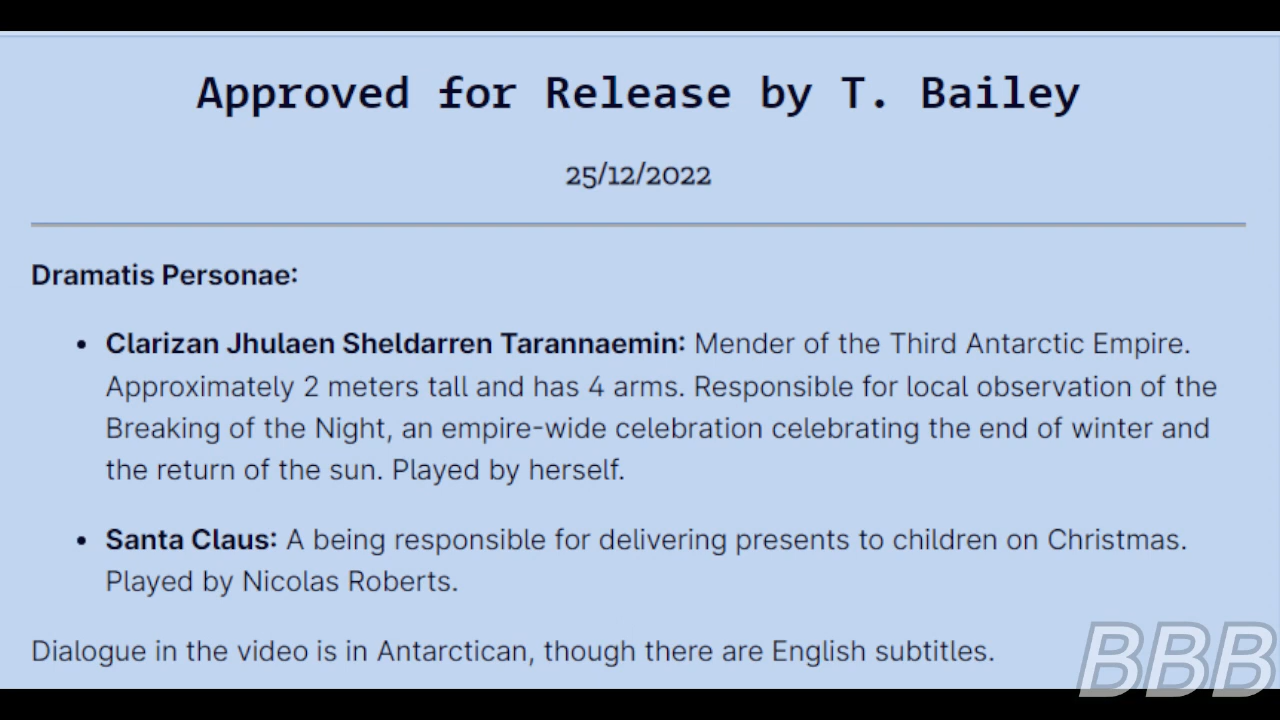 Approved for Release by T. Bailey
25/12/2022
Dramatis Personae:
• Clarizan Jhulaen Sheldarren Tarannaemin: Mender of the Third Antarctic Empire.
Approximately 2 meters tall and has 4 arms. Responsible for local observation of the
Breaking of the Night, an empire-wide celebration celebrating the end of winter and
the return of the sun. Played by herself.
• Santa Claus: A being responsible for delivering presents to children on Christmas.
Played by Nicolas Roberts.
Dialogue in the video is in Antarctican, though there are English subtitles.
BBB